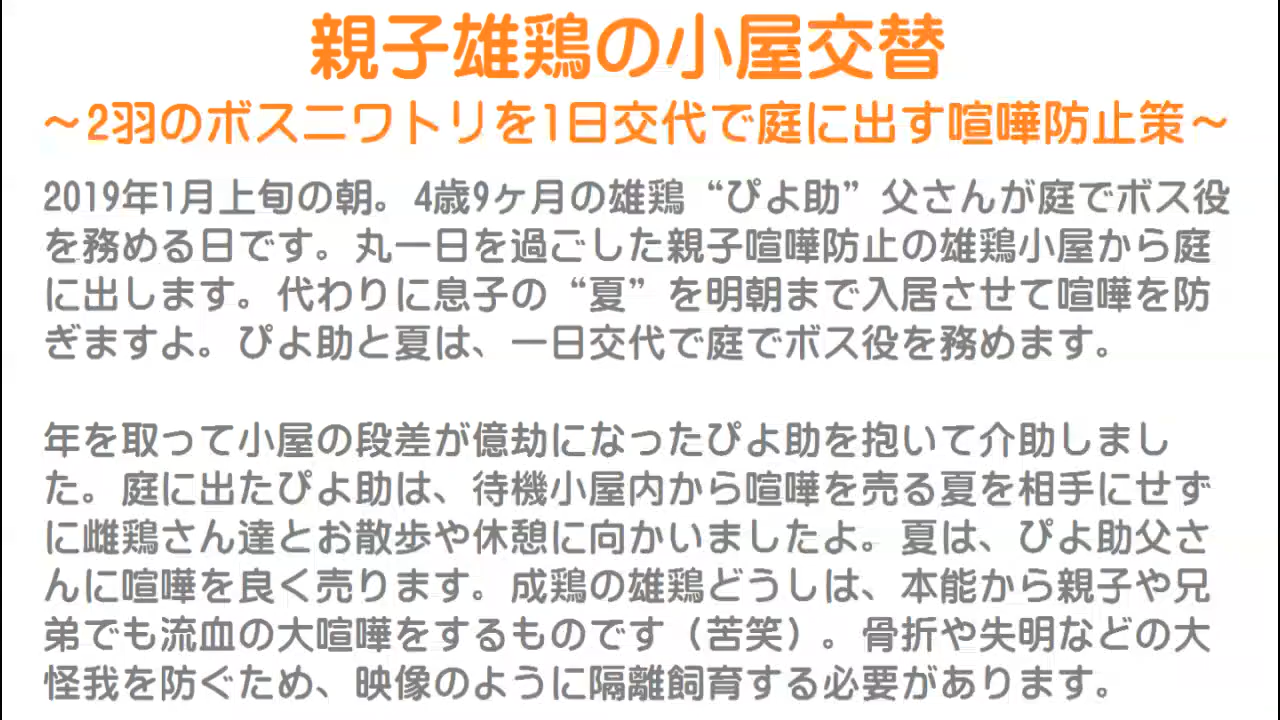 親子雄鶏の小屋交替
～2羽のボスニワトリを1日交代で庭に出す喧嘩防止策～
2019年1月上旬の朝。4歳9ヶ月の雄鶏“ぴよ助”父さんが庭でボス役
を務める日です。丸一日を過ごした親子喧嘩防止の雄鶏小屋から庭
に出します。代わりに息子の“夏”を明朝まで入居させて喧嘩を防
ぎますよ。ぴよ助と夏は、一日交代で庭でボス役を務めます。
年を取って小屋の段差が億劫になったぴよ助を抱いて介助しまし
た。庭に出たぴよ助は、待機小屋内から喧嘩を売る夏を相手にせず
に雌鶏さん達とお散歩や休憩に向かいましたよ。夏は、ぴよ助父さ
んに喧嘩を良く売ります。成鶏の雄鶏どうしは、本能から親子や兄
弟でも流血の大喧嘩をするものです（苦笑）。骨折や失明などの大
怪我を防ぐため、映像のように隔離飼育する必要があります。